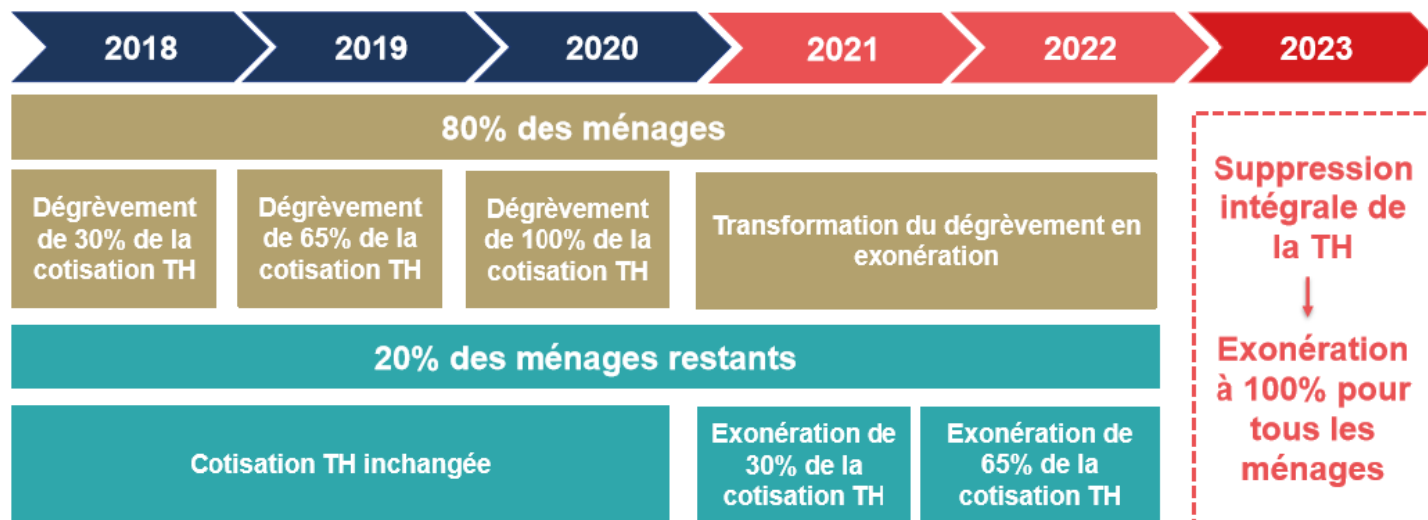 2018
2019
2020
2021
2022
2023
80% des ménages
Dégrèvement
de 30% de la
cotisation TH
Dégrèvement
de 65% de la
cotisation TH
Dégrèvement
de 100% de la
cotisation TH
Transformation du dégrèvement en
exonération
20% des ménages restants
Cotisation TH inchangée
Exonération de
30% de la
cotisation TH
Exonération de
65% de la
cotisation TH
Suppression
intégrale de
la TH
Exonération
à 100% pour
tous les
ménages